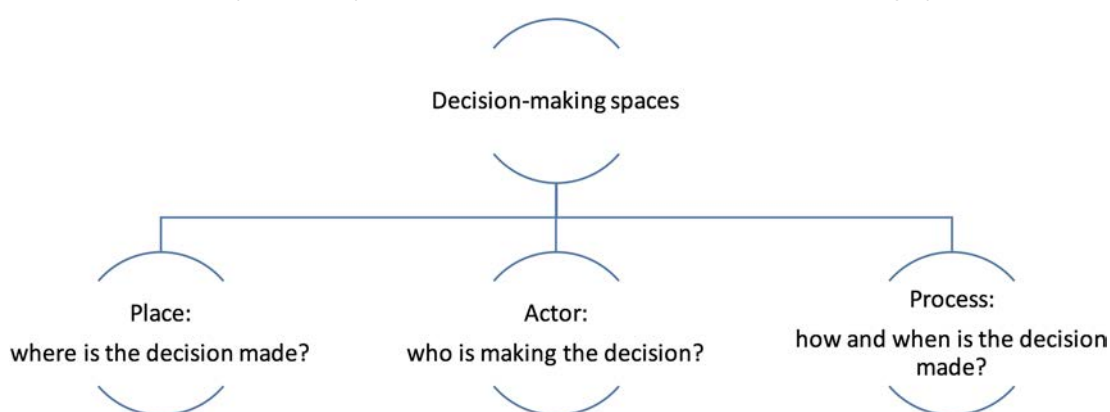 Decision-making spaces
Place:
where is the decision made?
Actor:
who is making the decision?
Process:
how and when is the decision
made?